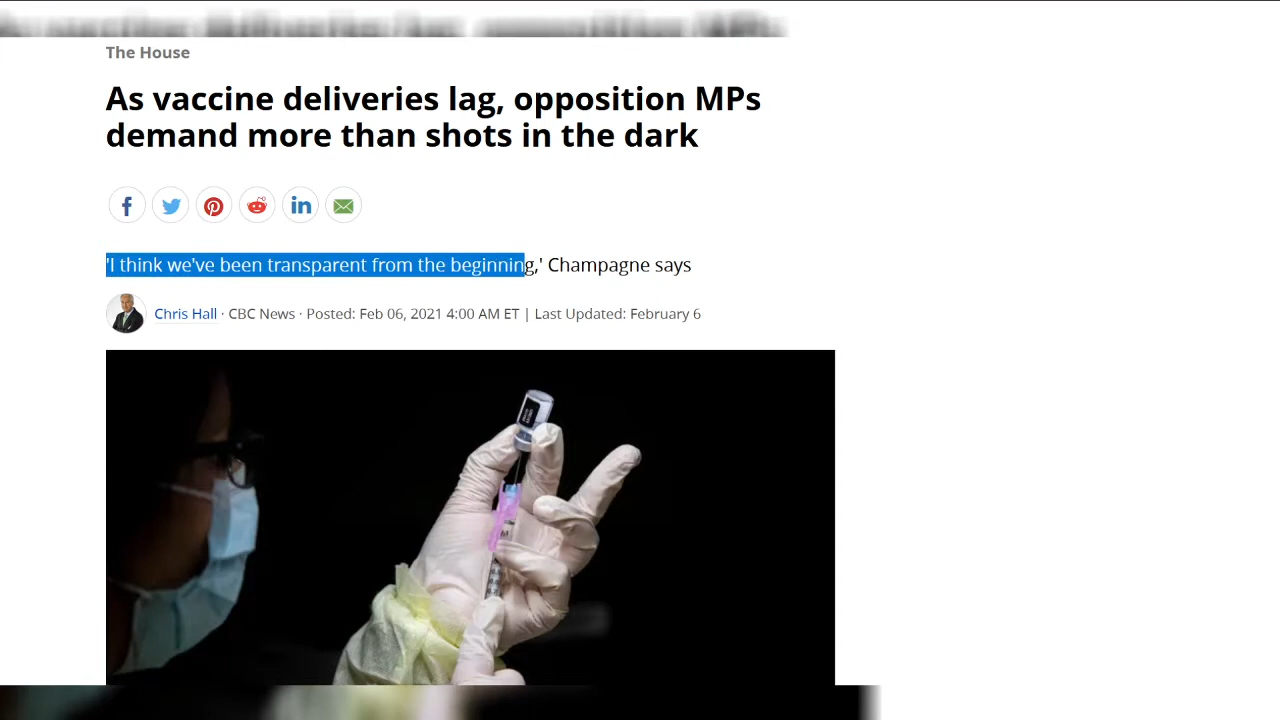 The House
As vaccine deliveries lag, opposition MPs
demand more than shots in the dark
'I think we've been transparent from the beginning,' Champagne says
Chris Hall · CBC News · Posted: Feb 06, 2021 4:00 AM ET | Last Updated: February 6